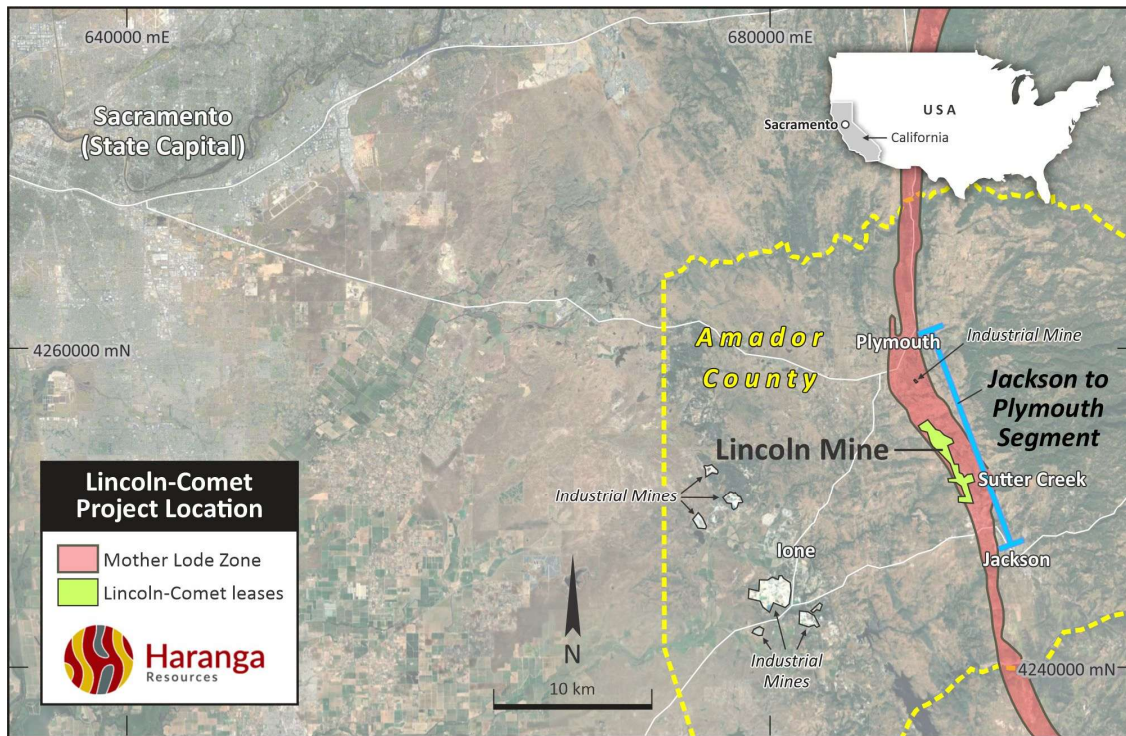 640000 mE
680000 mE
Sacramento
(State Capital)
USA
Sacramento
California
4260000 mN
Amador
County
Plymouth
Industrial Mine
Jackson to
Plymouth
Segment
Lincoln Mine
Sutter Creek
Industrial Mines
Ione
Jackson
Industrial
Mines
4240000 mN
Lincoln-Comet
Project Location
Mother Lode Zone
Lincoln-Comet leases
Haranga
Resources
N
10 km